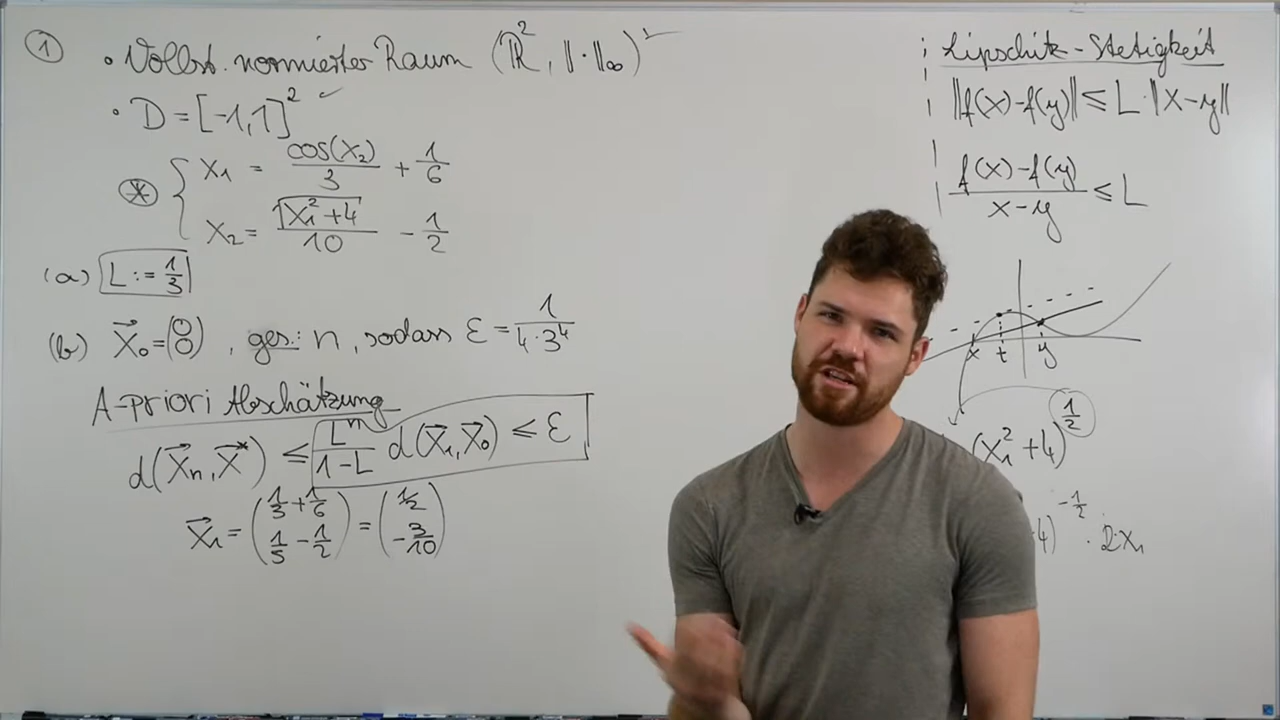 ① • Vollst. normierter Raum (ℝ², ‖·‖∞) ✓
• D = [-1,1]² ✓
⊛ { x₁ = cos(x₂)/3 + 1/6
x₂ = √(x₁²+4)/10 - 1/2
(a) L := 1/3
(b) x⃗₀ = (0 0), ges.: n, sodass ε = 1/(4·3⁴)
A-priori Abschätzung
d(x⃗ₙ, x⃗*) ≤ Lⁿ/(1-L) d(x⃗₁, x⃗₀) ≤ ε
x⃗₁ = (1/3+1/6 1/5-1/2) = (1/2 -3/10)
Lipschitz-Stetigkeit
‖f(x)-f(y)‖ ≤ L·‖x-y‖
(f(x)-f(y))/(x-y) ≤ L
x t y
(x₁²+4)^(1/2)
4)^(-1/2) · 2·x₁